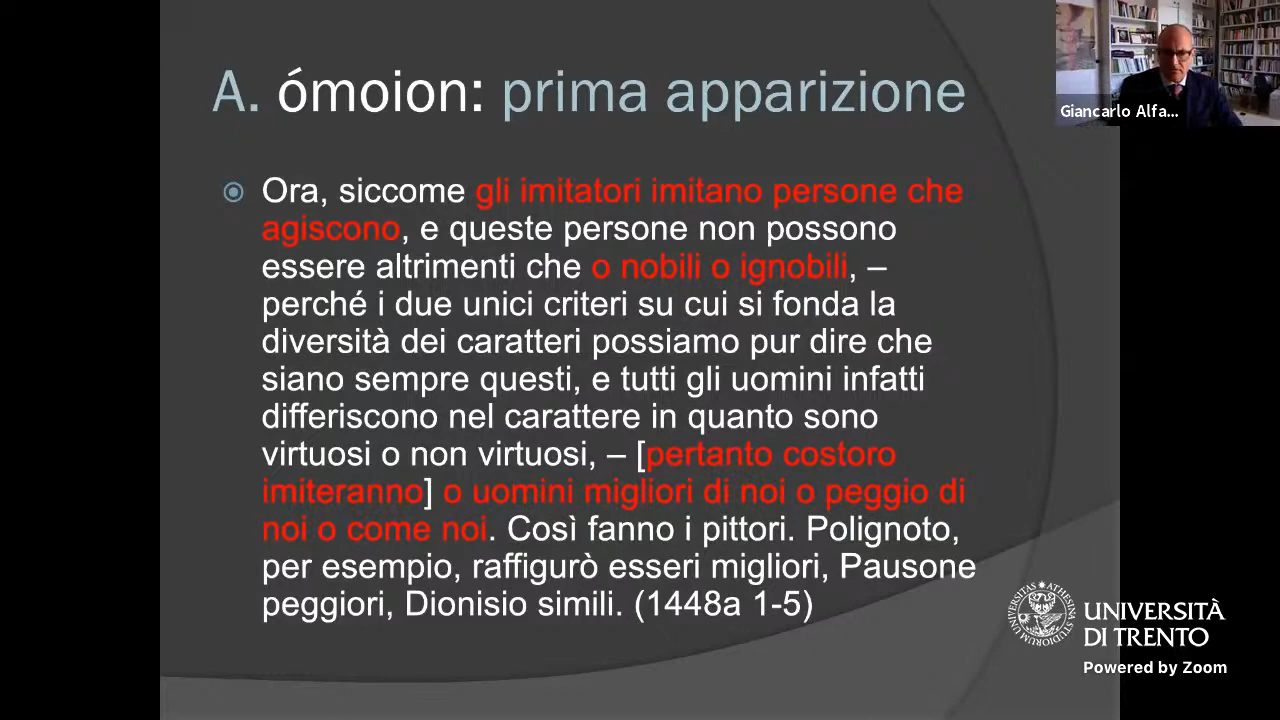 A. ómoion: prima apparizione
Giancarlo Alfa...
Ora, siccome gli imitatori imitano persone che
agiscono, e queste persone non possono
essere altrimenti che o nobili o ignobili, –
perché i due unici criteri su cui si fonda la
diversità dei caratteri possiamo pur dire che
siano sempre questi, e tutti gli uomini infatti
differiscono nel carattere in quanto sono
virtuosi o non virtuosi, – [pertanto costoro
imiteranno] o uomini migliori di noi o peggio di
noi o come noi. Così fanno i pittori. Polignoto,
per esempio, raffigurò esseri migliori, Pausone
peggiori, Dionisio simili. (1448a 1-5)
UNIVERSITÀ
DI TRENTO
Powered by Zoom